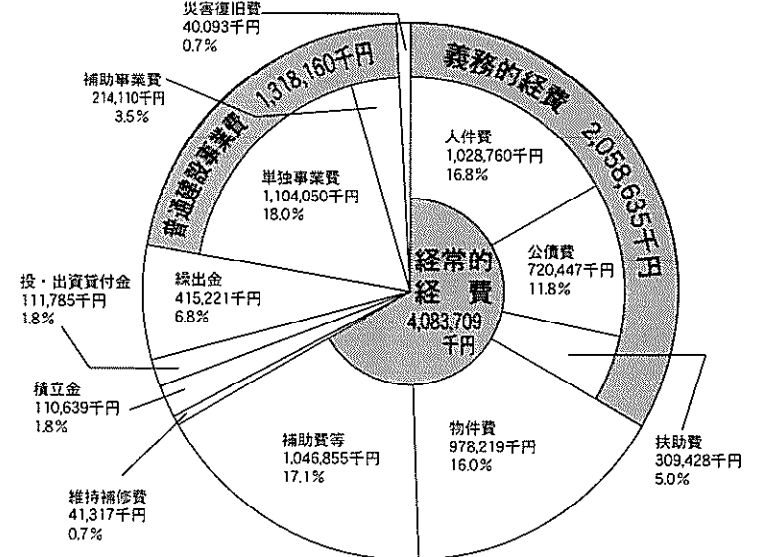 災害復旧費
40.093千円
0.7%
補助事業費
214,110千円
3.5%
普通建設事業費 1,318,160千円
義務的経費 2,058,635千円
人件費
1,028,760千円
16.8%
単独事業費
1,104,050千円
18.0%
公債費
720,447千円
11.8%
経常的
経 費
4,083,709
千円
投・出資貸付金
111,785千円
1.8%
繰出金
415,221千円
6.8%
積立金
110,639千円
1.8%
補助費等
1,046,855千円
17.1%
物件費
978,219千円
16.0%
扶助費
309,428千円
5.0%
維持補修費
41,317千円
0.7%